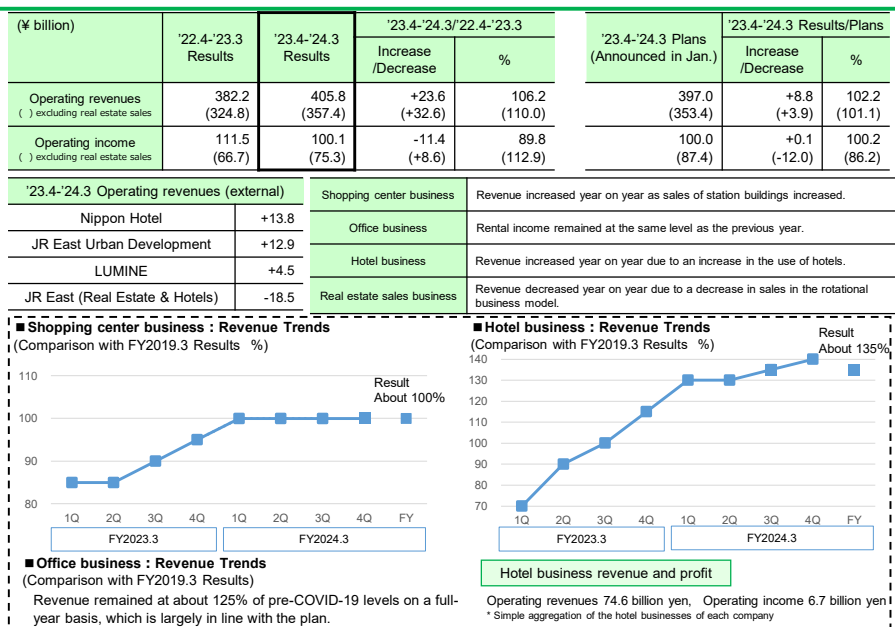 (¥ billion)
'22.4-'23.3 Results
'23.4-'24.3 Results
'23.4-'24.3/'22.4-'23.3
Increase /Decrease
%
'23.4-'24.3 Plans (Announced in Jan.)
'23.4-'24.3 Results/Plans
Increase /Decrease
%
Operating revenues 382.2 405.8 +23.6 106.2 397.0 +8.8 102.2
( ) excluding real estate sales (324.8) (357.4) (+32.6) (110.0) (353.4) (+3.9) (101.1)
Operating income 111.5 100.1 -11.4 89.8 100.0 +0.1 100.2
( ) excluding real estate sales (66.7) (75.3) (+8.6) (112.9) (87.4) (-12.0) (86.2)
'23.4-'24.3 Operating revenues (external)
Nippon Hotel +13.8
JR East Urban Development +12.9
LUMINE +4.5
JR East (Real Estate & Hotels) -18.5
Shopping center business Revenue increased year on year as sales of station buildings increased.
Office business Rental income remained at the same level as the previous year.
Hotel business Revenue increased year on year due to an increase in the use of hotels.
Real estate sales business Revenue decreased year on year due to a decrease in sales in the rotational
business model.
■Shopping center business : Revenue Trends
(Comparison with FY2019.3 Results %)
Result
About 100%
110
100
90
80
1Q 2Q 3Q 4Q 1Q 2Q 3Q 4Q FY
FY2023.3 FY2024.3
■Hotel business : Revenue Trends
(Comparison with FY2019.3 Results %)
Result
About 135%
140
130
120
110
100
90
80
70
1Q 2Q 3Q 4Q 1Q 2Q 3Q 4Q FY
FY2023.3 FY2024.3
■Office business : Revenue Trends
(Comparison with FY2019.3 Results)
Revenue remained at about 125% of pre-COVID-19 levels on a full-
year basis, which is largely in line with the plan.
Hotel business revenue and profit
Operating revenues 74.6 billion yen, Operating income 6.7 billion yen
* Simple aggregation of the hotel businesses of each company